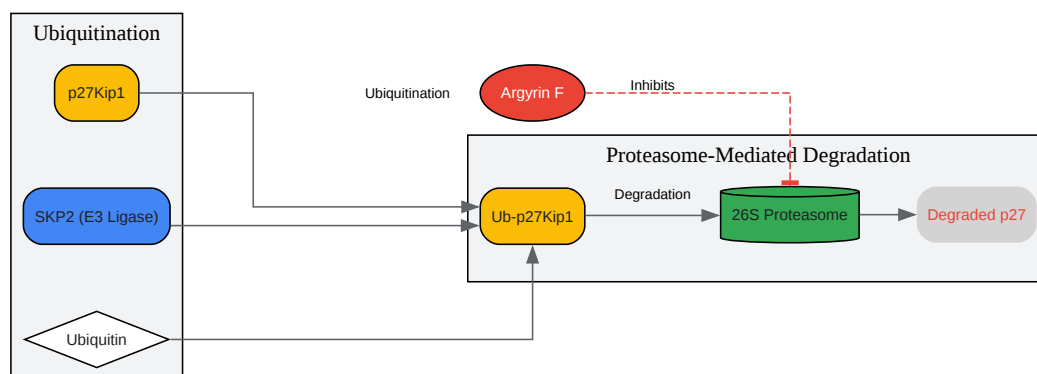 Ubiquitination
p27Kip1
SKP2 (E3 Ligase)
Ubiquitin
Ubiquitination
Argyrin F
Inhibits
Proteasome-Mediated Degradation
Ub-p27Kip1
Degradation
26S Proteasome
Degraded p27